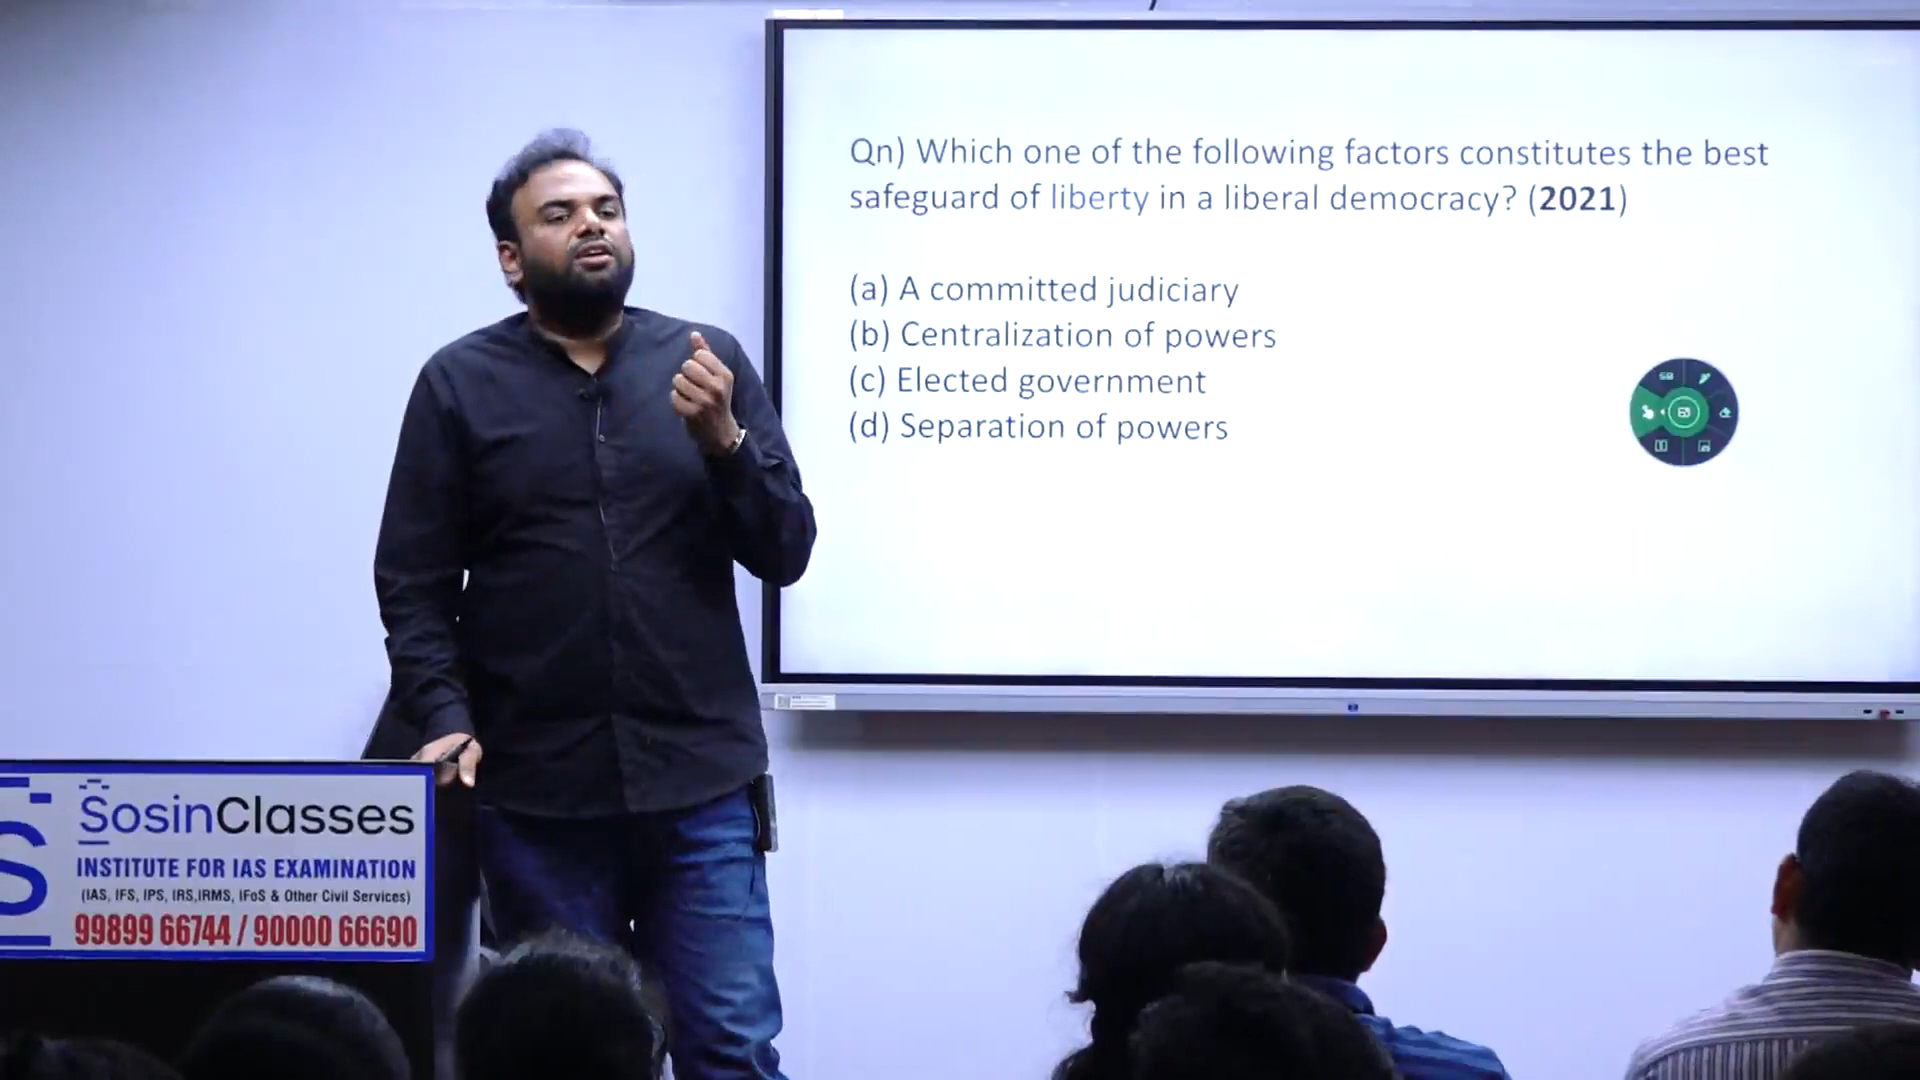 Qn) Which one of the following factors constitutes the best
safeguard of liberty in a liberal democracy? (2021)
(a) A committed judiciary
(b) Centralization of powers
(c) Elected government
(d) Separation of powers
S
SosinClasses
INSTITUTE FOR IAS EXAMINATION
(IAS, IFS, IPS, IRS,IRMS, IFoS & Other Civil Services)
99899 66744 / 90000 66690